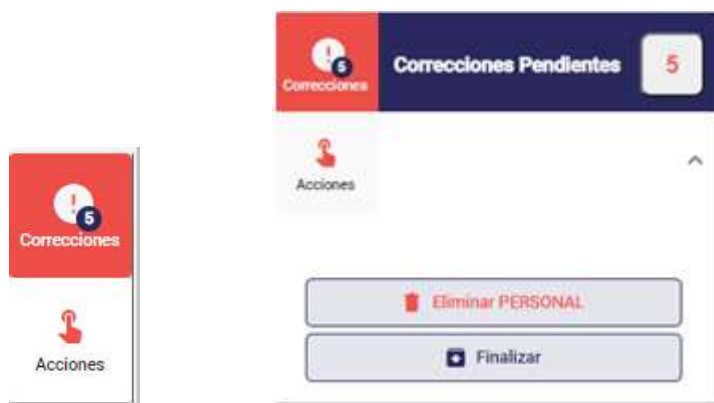 5
Correcciones
Acciones
5
Correcciones
Correcciones Pendientes
5
Acciones
Eliminar PERSONAL
Finalizar